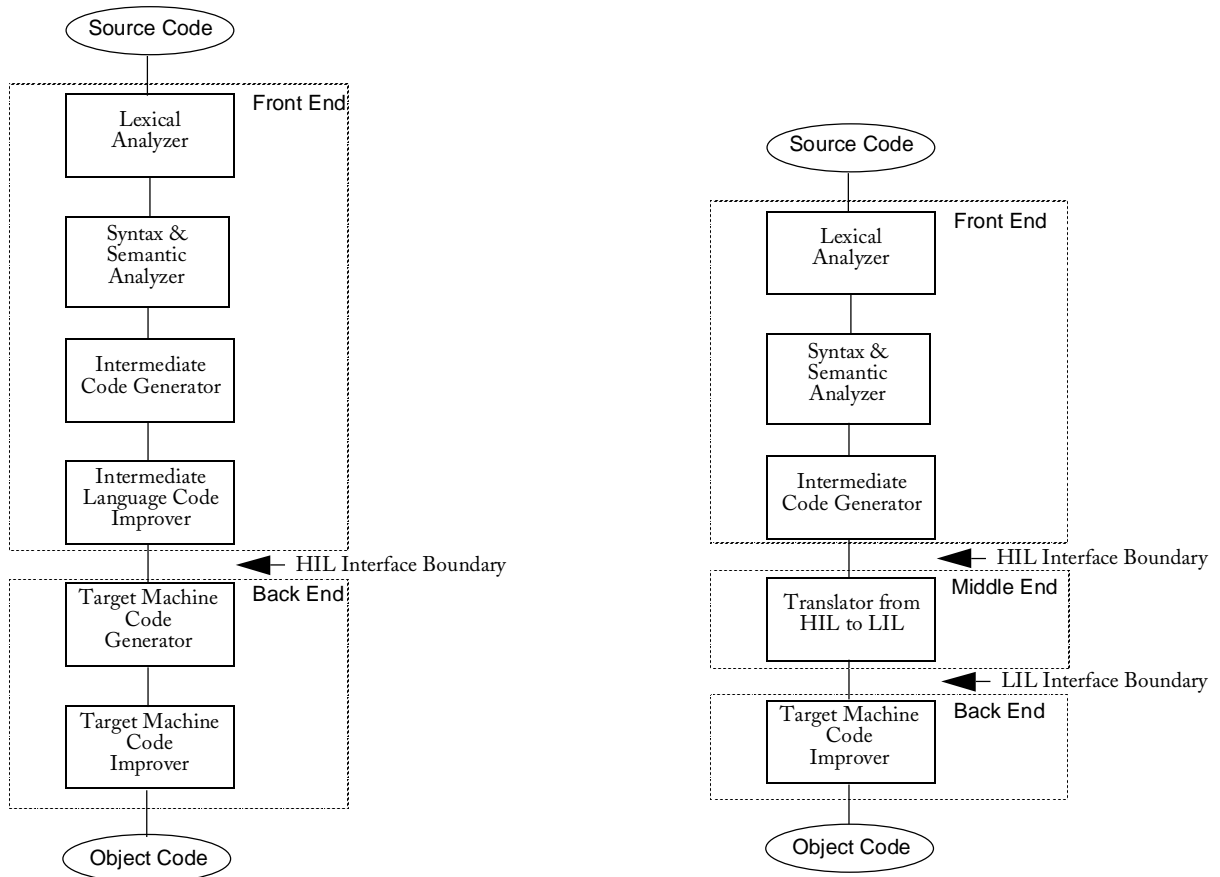 Source Code
Front End
Lexical
Analyzer
Syntax &
Semantic
Analyzer
Intermediate
Code Generator
Intermediate
Language Code
Improver
HIL Interface Boundary
Back End
Target Machine
Code
Generator
Target Machine
Code
Improver
Object Code
Source Code
Front End
Lexical
Analyzer
Syntax &
Semantic
Analyzer
Intermediate
Code Generator
HIL Interface Boundary
Middle End
Translator from
HIL to LIL
LIL Interface Boundary
Back End
Target Machine
Code
Improver
Object Code